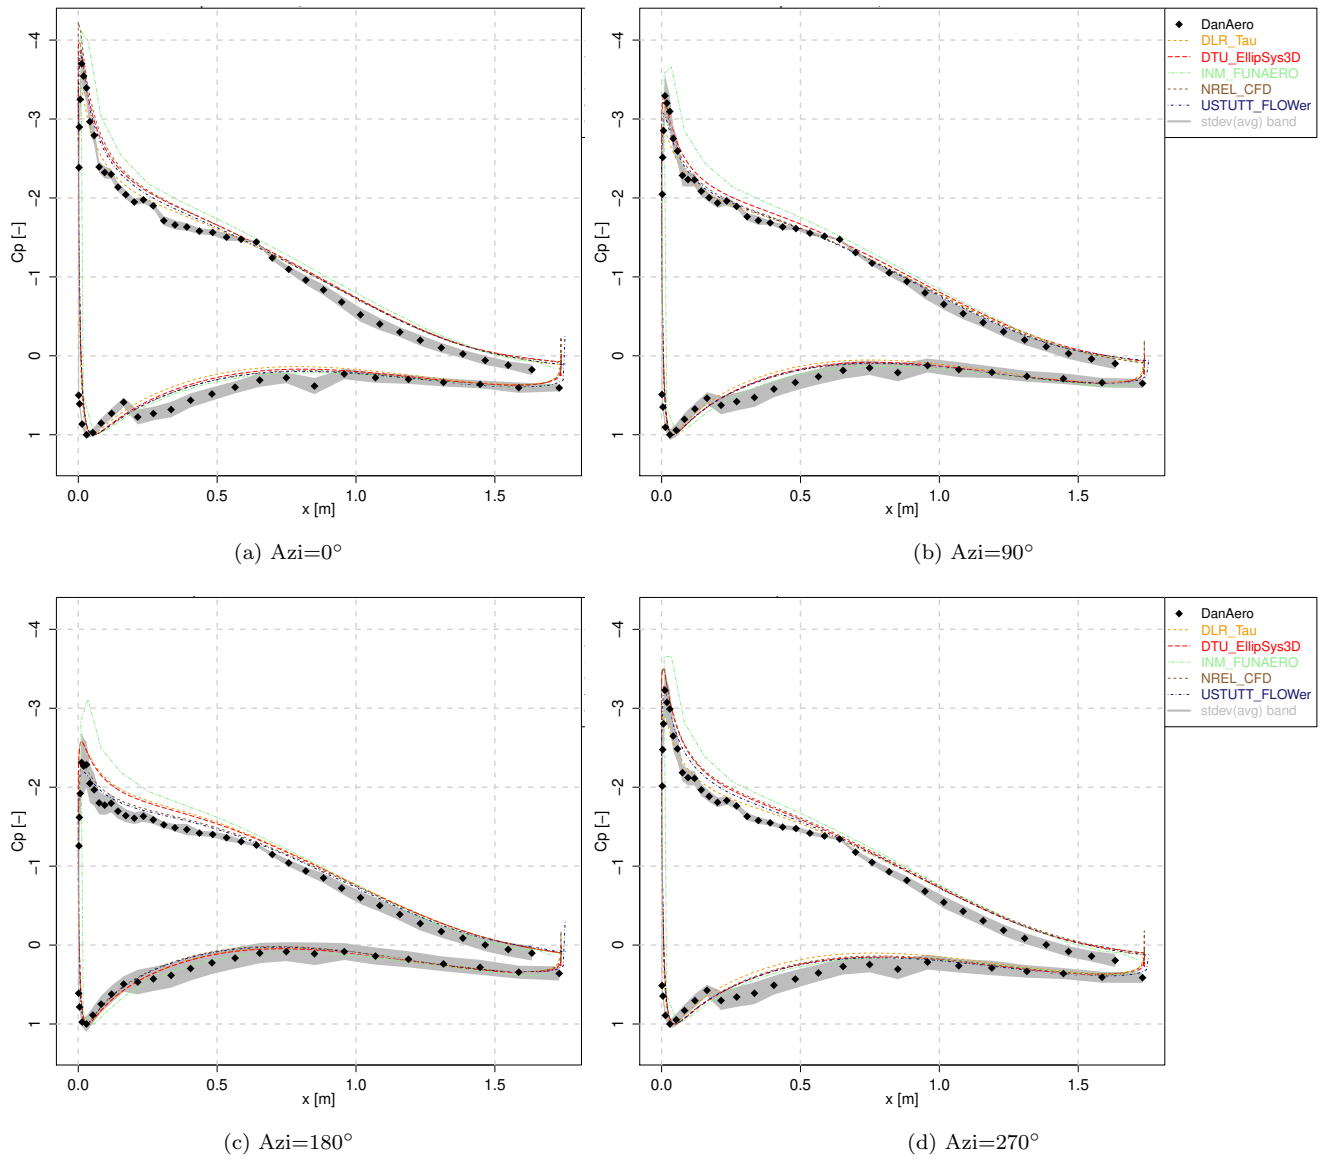 −4
−3
−2
−1
0
1
Cp [−]
0.0 0.5 1.0 1.5
x [m]
(a) Azi=0°
−4
−3
−2
−1
0
1
Cp [−]
0.0 0.5 1.0 1.5
x [m]
(b) Azi=90°
DanAero
DLR_Tau
DTU_EllipSys3D
INM_FUNAERO
NREL_CFD
USTUTT_FLOWer
stdev(avg) band
−4
−3
−2
−1
0
1
Cp [−]
0.0 0.5 1.0 1.5
x [m]
(c) Azi=180°
−4
−3
−2
−1
0
1
Cp [−]
0.0 0.5 1.0 1.5
x [m]
(d) Azi=270°
DanAero
DLR_Tau
DTU_EllipSys3D
INM_FUNAERO
NREL_CFD
USTUTT_FLOWer
stdev(avg) band